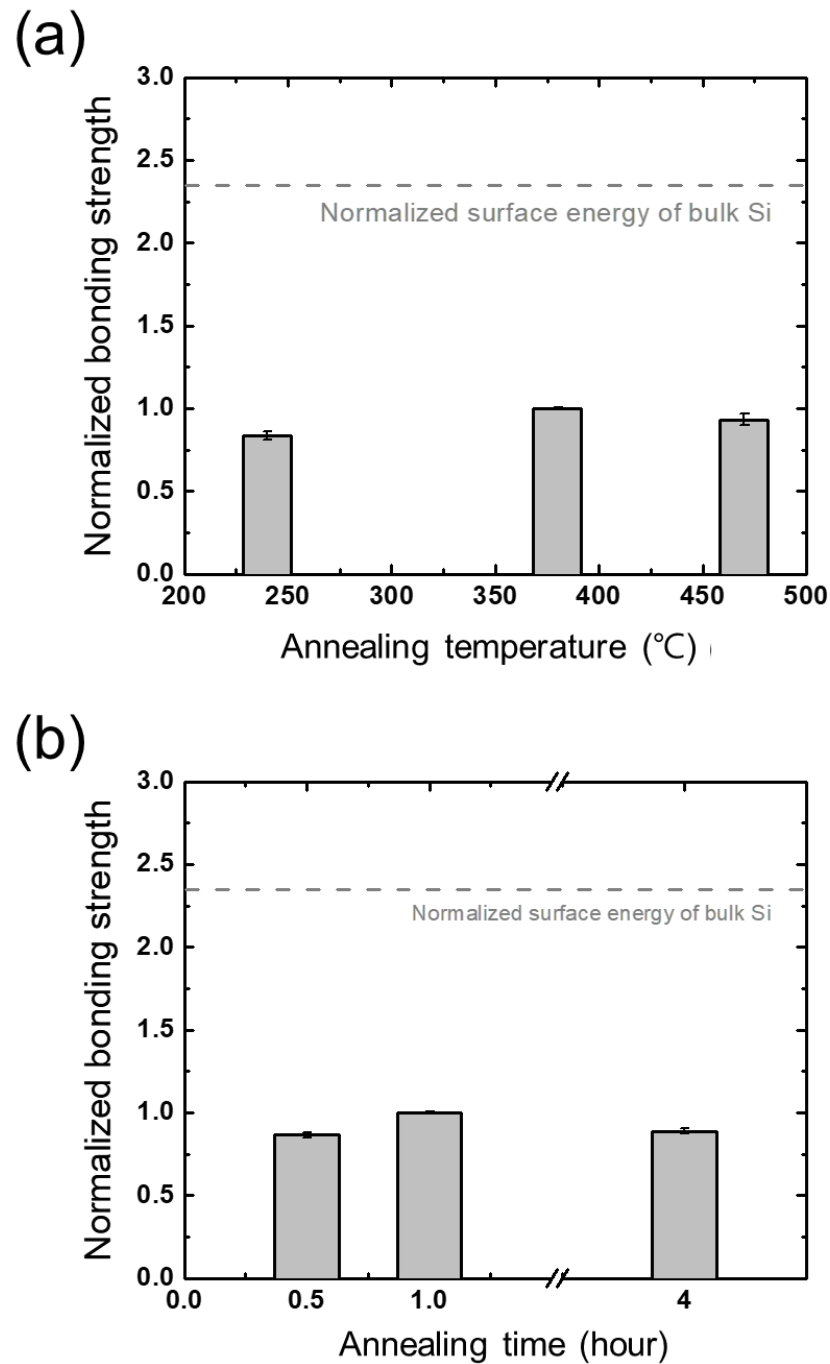 (a)
3.0
2.5
2.0
1.5
1.0
0.5
0.0
Normalized bonding strength
Normalized surface energy of bulk Si
200 250 300 350 400 450 500
Annealing temperature (℃)
(b)
3.0
2.5
2.0
1.5
1.0
0.5
0.0
Normalized bonding strength
Normalized surface energy of bulk Si
0.0 0.5 1.0 4
Annealing time (hour)